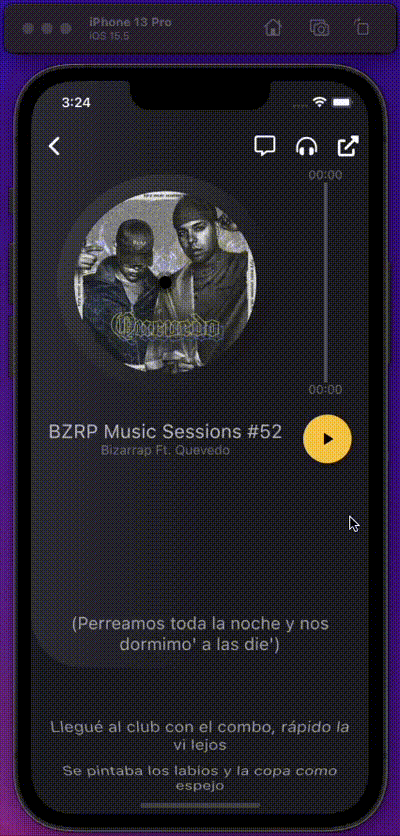 iPhone 13 Pro
iOS 15.5
3:24
00:00
Quevedo
00:00
BZRP Music Sessions #52
Bizarrap Ft. Quevedo
(Perreamos toda la noche y nos
dormimo' a las die')
Llegué al club con el combo, rápido la
vi lejos
Se pintaba los labios y la copa como
espejo